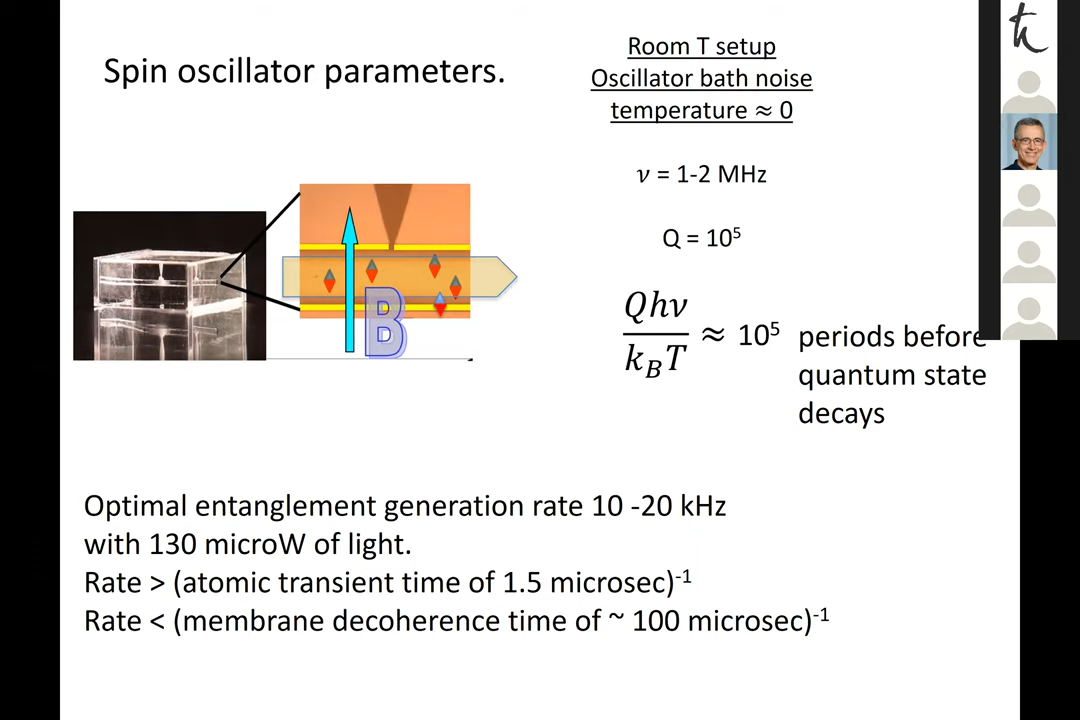 Spin oscillator parameters.
Room T setup
Oscillator bath noise
temperature ≈ 0
ν = 1-2 MHz
Q = 10⁵
B
Qhν
k_BT
≈ 10⁵ periods before
quantum state
decays
Optimal entanglement generation rate 10 -20 kHz
with 130 microW of light.
Rate > (atomic transient time of 1.5 microsec)⁻¹
Rate < (membrane decoherence time of ~ 100 microsec)⁻¹